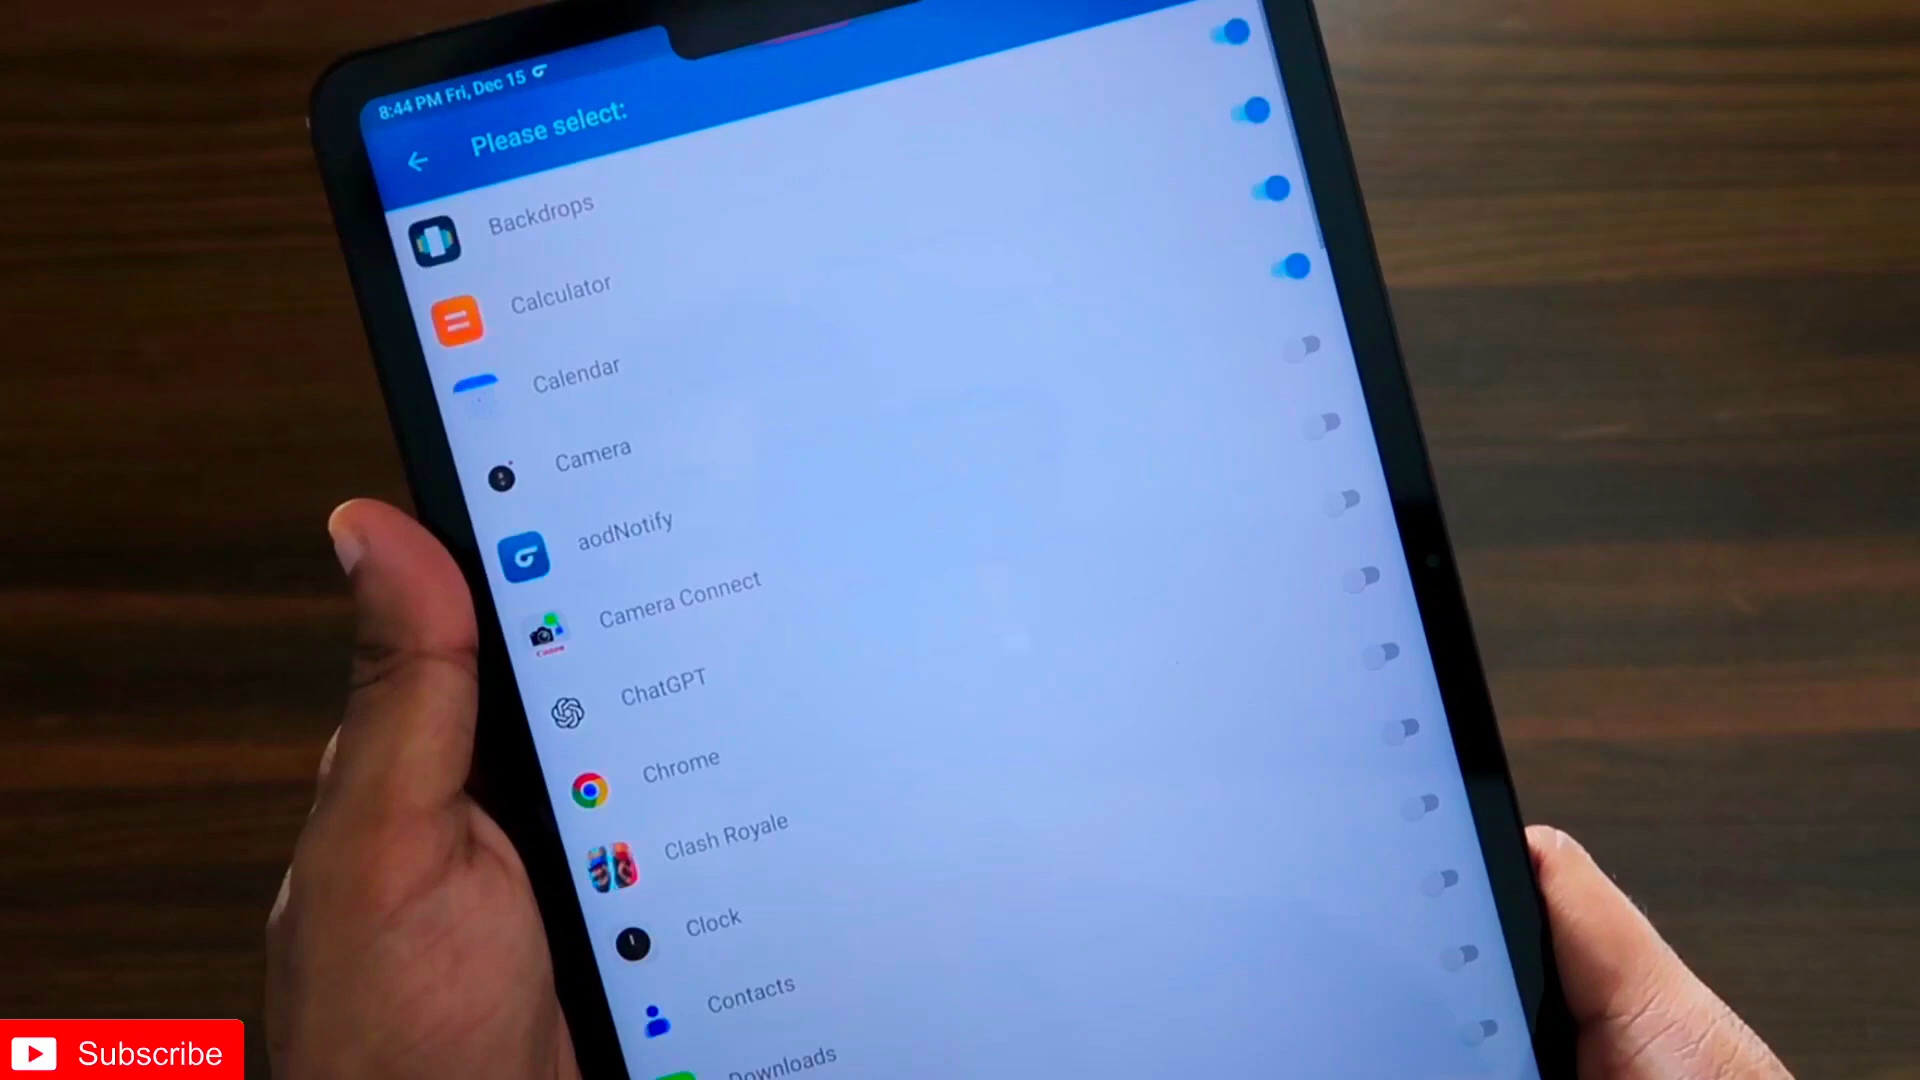 8:44 PM Fri, Dec 15
Please select:
Backdrops
Calculator
Calendar
Camera
aodNotify
Camera Connect
Canon
ChatGPT
Chrome
Clash Royale
Clock
Contacts
Downloads
Subscribe